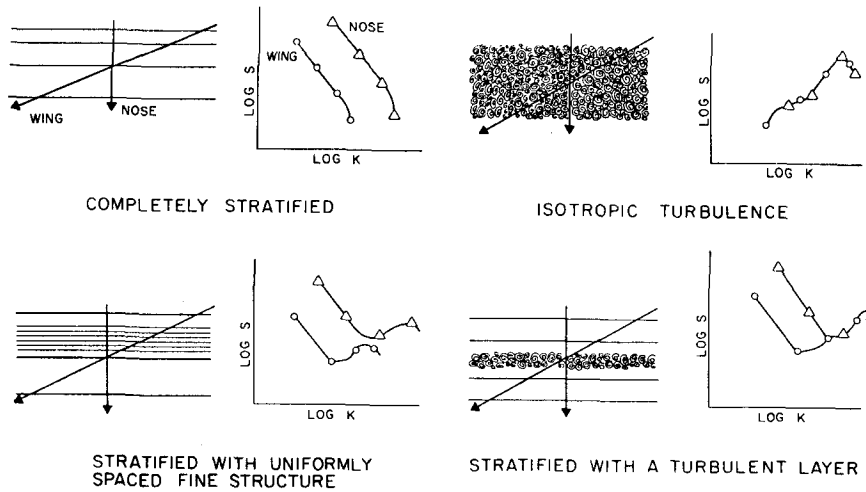 WING
NOSE
LOG S
WING
NOSE
LOG K
COMPLETELY STRATIFIED
LOG S
LOG K
ISOTROPIC TURBULENCE
LOG S
LOG K
STRATIFIED WITH UNIFORMLY
SPACED FINE STRUCTURE
LOG S
LOG K
STRATIFIED WITH A TURBULENT LAYER